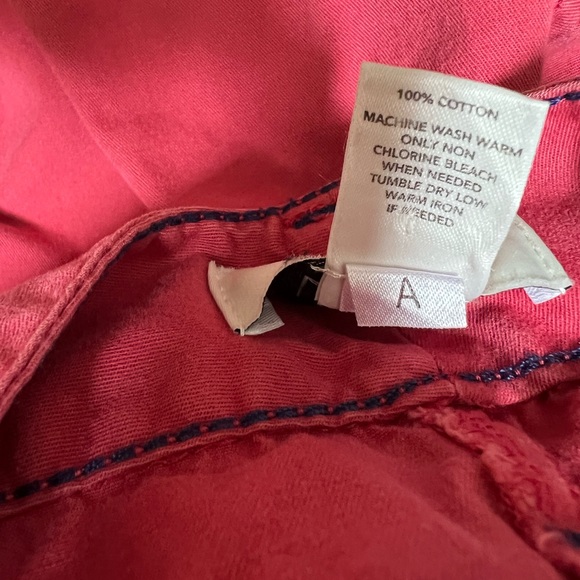 100% COTTON
MACHINE WASH WARM
ONLY NON
CHLORINE BLEACH
WHEN NEEDED
TUMBLE DRY LOW
WARM IRON
IF NEEDED
A